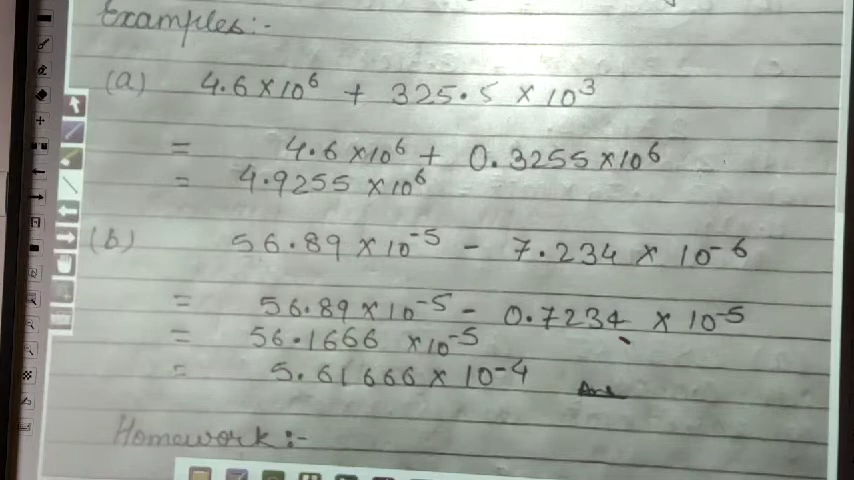 Examples:-
(a) 4.6 × 10⁶ + 325.5 × 10³
= 4.6 × 10⁶ + 0.3255 × 10⁶
= 4.9255 × 10⁶
(b) 56.89 × 10⁻⁵ - 7.234 × 10⁻⁶
= 56.89 × 10⁻⁵ - 0.7234 × 10⁻⁵
= 56.1666 × 10⁻⁵
= 5.61666 × 10⁻⁴ Ans
Homework:-